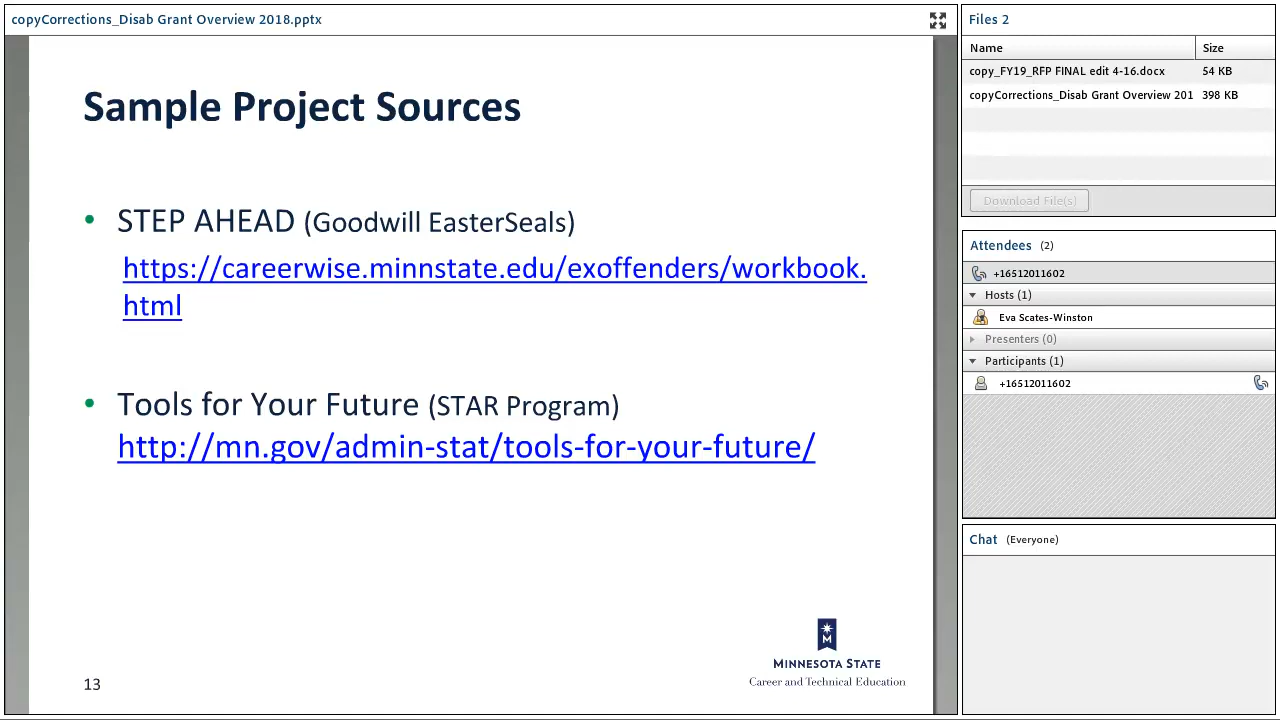 copyCorrections_Disab Grant Overview 2018.pptx
Sample Project Sources
• STEP AHEAD (Goodwill EasterSeals)
https://careerwise.minnstate.edu/exoffenders/workbook.
html
• Tools for Your Future (STAR Program)
http://mn.gov/admin-stat/tools-for-your-future/
M
MINNESOTA STATE
Career and Technical Education
13
Files 2
Name Size
copy_FY19_RFP FINAL edit 4-16.docx 54 KB
copyCorrections_Disab Grant Overview 201 398 KB
Download File(s)
Attendees (2)
+16512011602
Hosts (1)
Eva Scates-Winston
Presenters (0)
Participants (1)
+16512011602
Chat (Everyone)